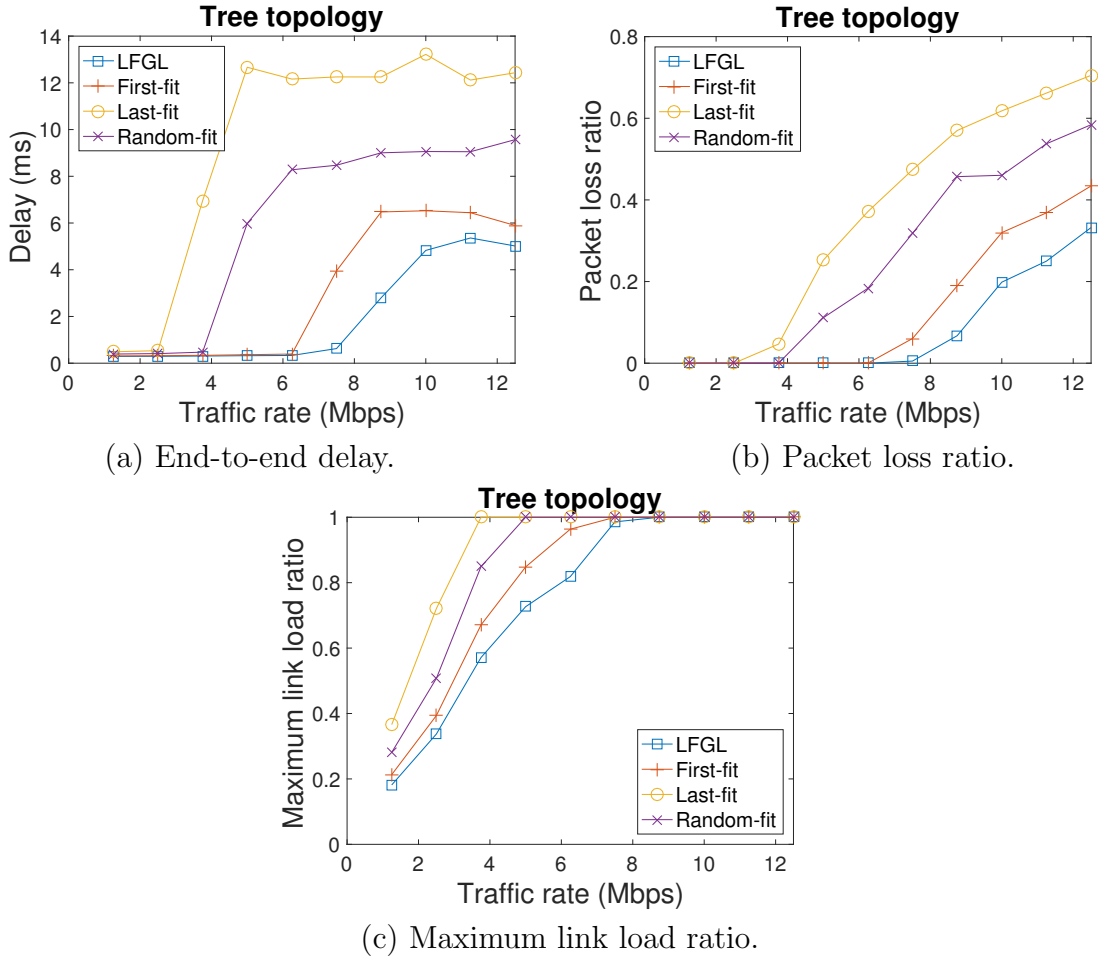 Tree topology
14
12
10
8
6
4
2
0
Delay (ms)
LFGL
First-fit
Last-fit
Random-fit
0 2 4 6 8 10 12
Traffic rate (Mbps)
(a) End-to-end delay.
Tree topology
0.8
0.6
0.4
0.2
0
Packet loss ratio
LFGL
First-fit
Last-fit
Random-fit
0 2 4 6 8 10 12
Traffic rate (Mbps)
(b) Packet loss ratio.
Tree topology
1
0.8
0.6
0.4
0.2
0
Maximum link load ratio
LFGL
First-fit
Last-fit
Random-fit
0 2 4 6 8 10 12
Traffic rate (Mbps)
(c) Maximum link load ratio.